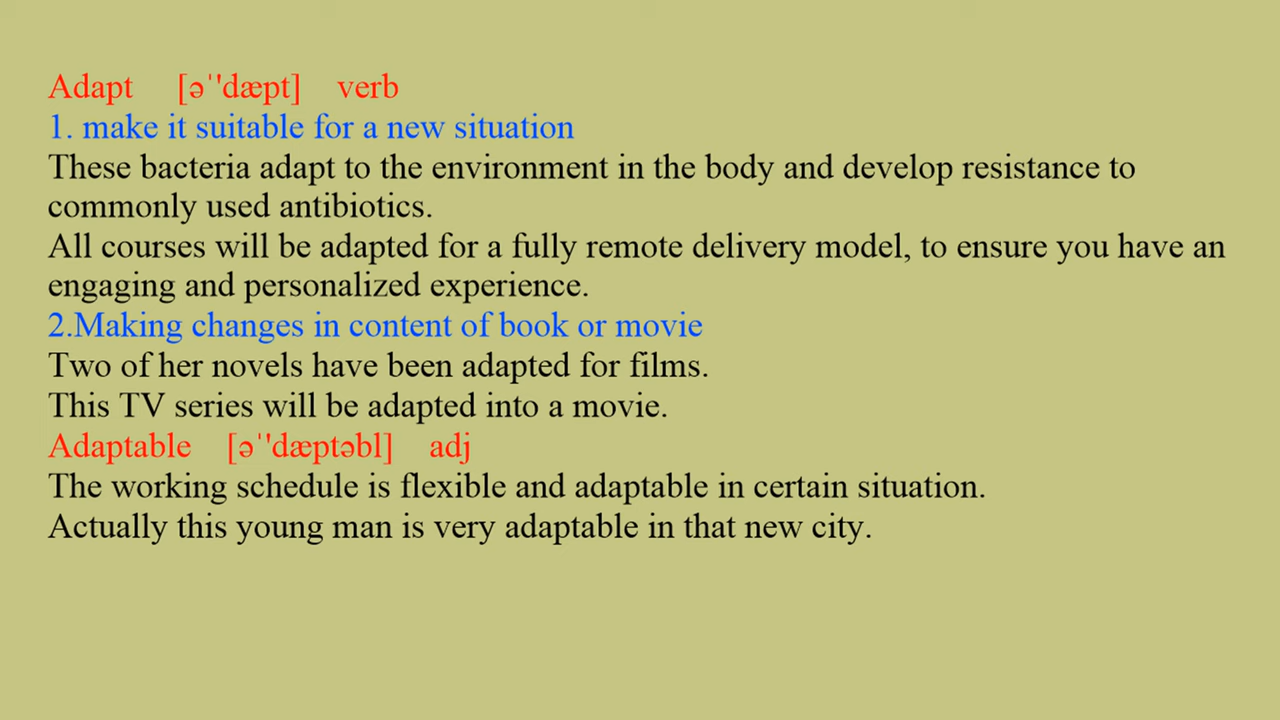 Adapt [əˈ'dæpt] verb
1. make it suitable for a new situation
These bacteria adapt to the environment in the body and develop resistance to
commonly used antibiotics.
All courses will be adapted for a fully remote delivery model, to ensure you have an
engaging and personalized experience.
2.Making changes in content of book or movie
Two of her novels have been adapted for films.
This TV series will be adapted into a movie.
Adaptable [əˈ'dæptəbl] adj
The working schedule is flexible and adaptable in certain situation.
Actually this young man is very adaptable in that new city.